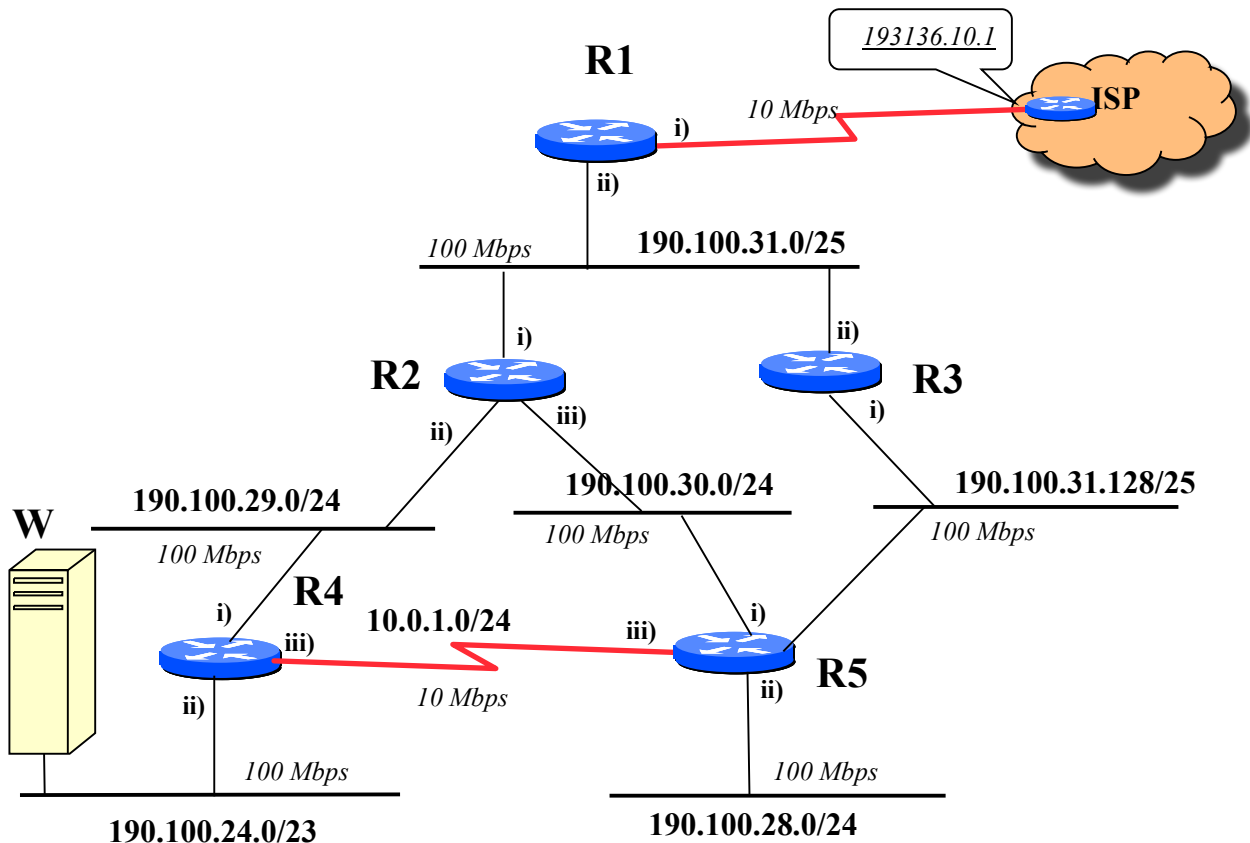 193136.10.1
R1
ISP
10 Mbps
i)
ii)
100 Mbps
190.100.31.0/25
i)
ii)
R2
R3
ii)
iii)
i)
190.100.29.0/24
190.100.30.0/24
190.100.31.128/25
W
100 Mbps
100 Mbps
100 Mbps
R4
i)
10.0.1.0/24
i)
iii)
iii)
R5
ii)
10 Mbps
ii)
100 Mbps
100 Mbps
190.100.24.0/23
190.100.28.0/24